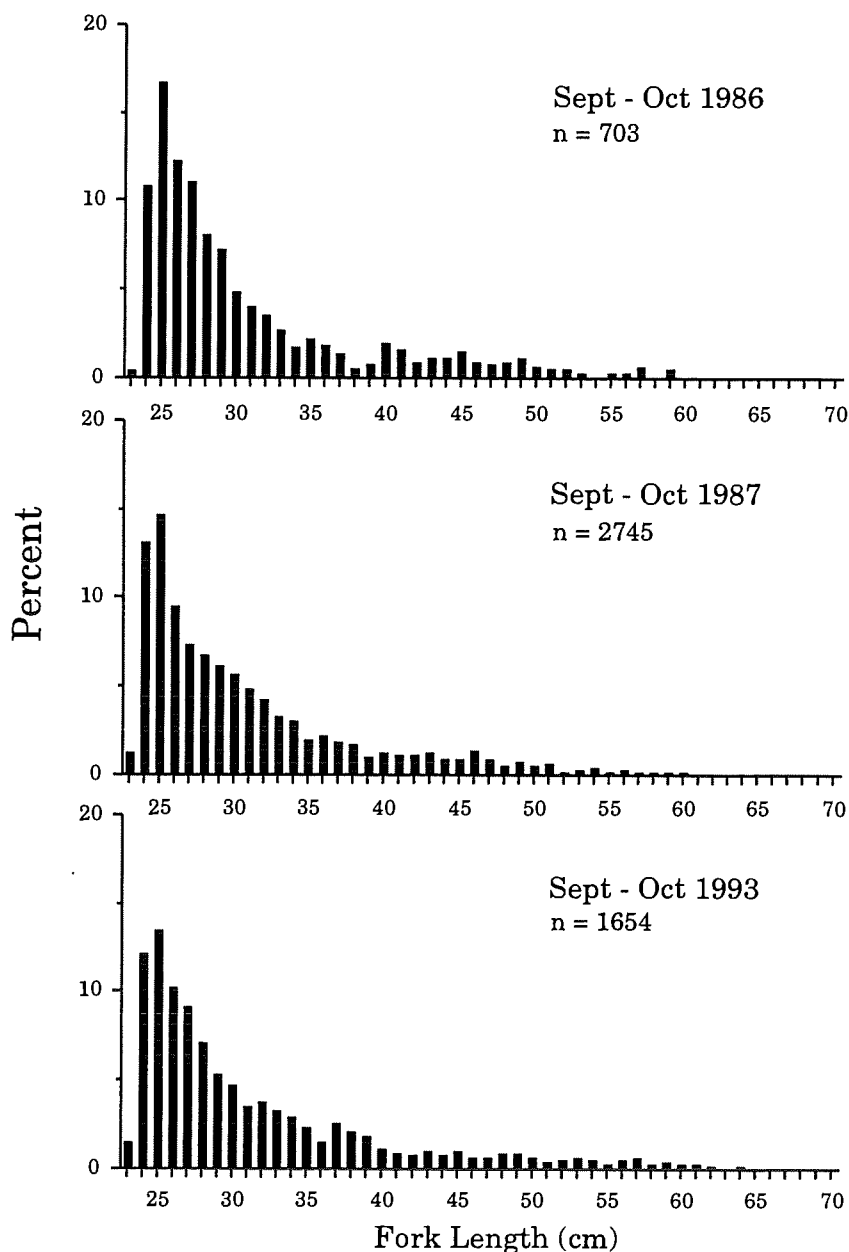 20
Sept - Oct 1986
n = 703
10
0
25 30 35 40 45 50 55 60 65 70
20
Sept - Oct 1987
n = 2745
10
0
25 30 35 40 45 50 55 60 65 70
Percent
20
Sept - Oct 1993
n = 1654
10
0
25 30 35 40 45 50 55 60 65 70
Fork Length (cm)